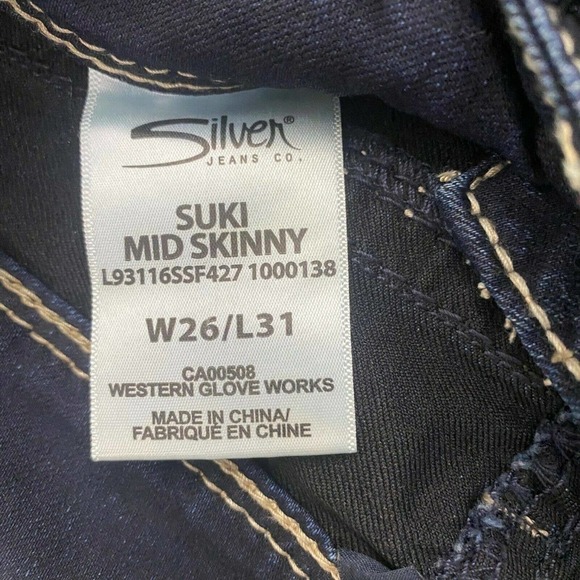 Silver®
JEANS CO.
SUKI
MID SKINNY
L93116SSF427 1000138
W26/L31
CA00508
WESTERN GLOVE WORKS
MADE IN CHINA/
FABRIQUÉ EN CHINE